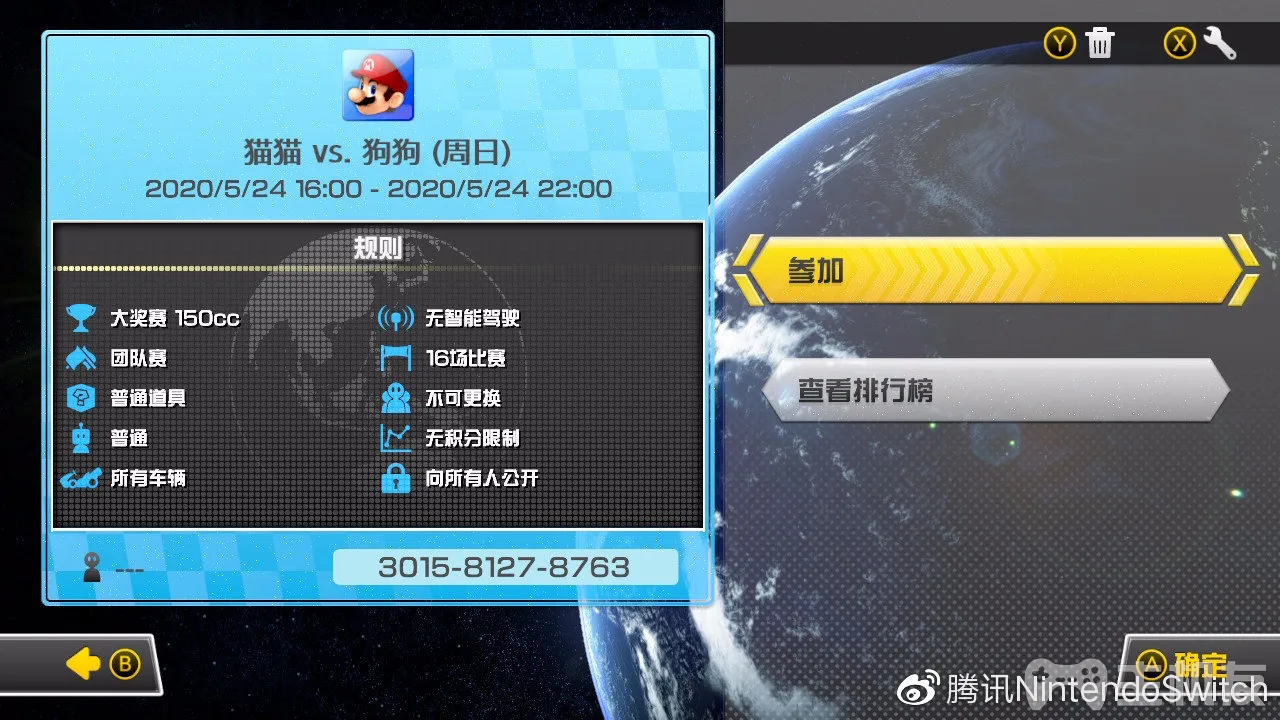 Y X
猫猫 vs. 狗狗 (周日)
2020/5/24 16:00 - 2020/5/24 22:00
规则
大奖赛 150cc
无智能驾驶
团队赛
16场比赛
普通道具
不可更换
普通
无积分限制
所有车辆
向所有人公开
--- 3015-8127-8763
参加
查看排行榜
B
A 确定
腾讯NintendoSwitch